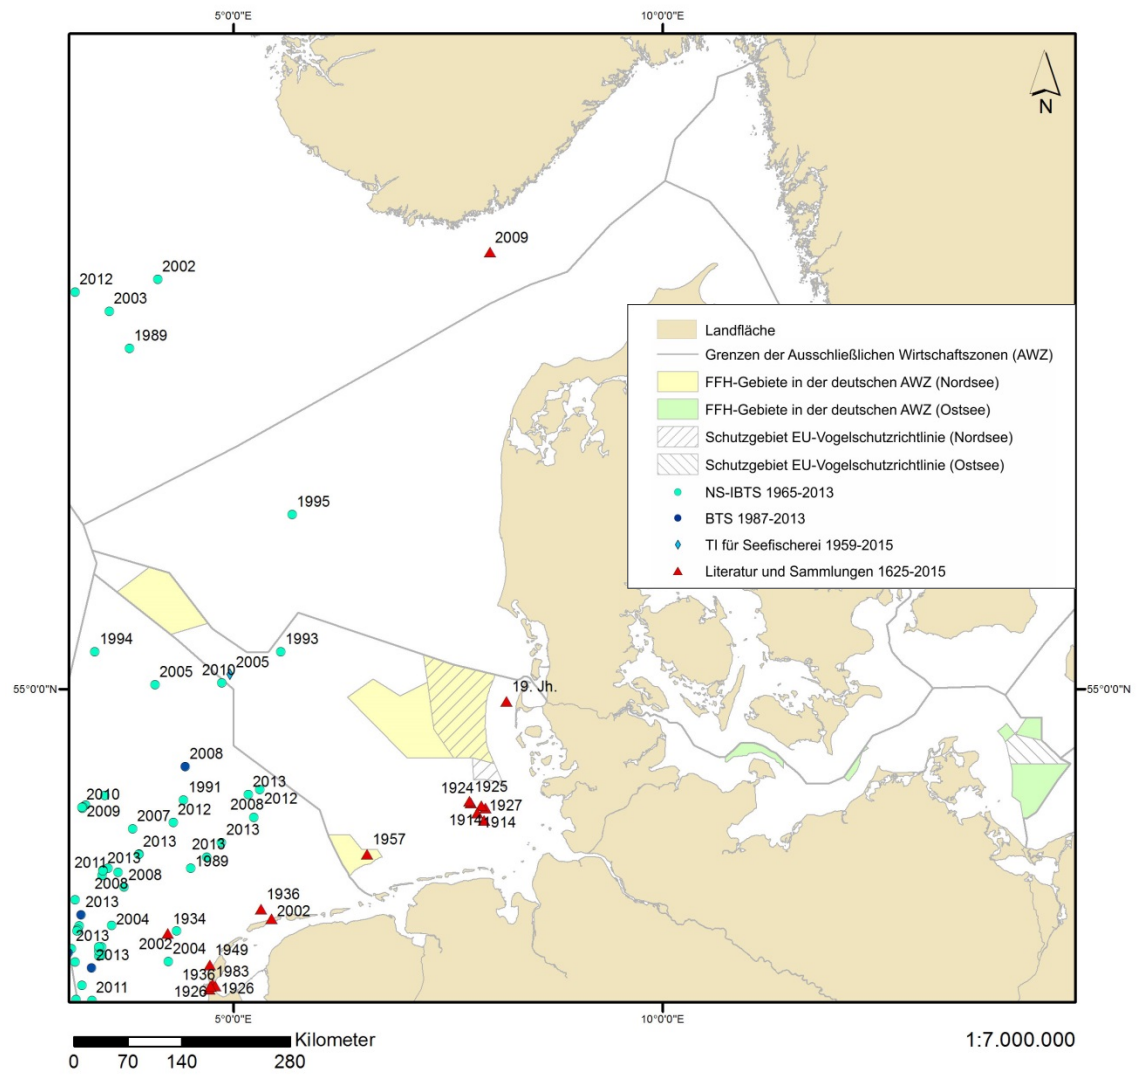 5°0'0"E
10°0'0"E
N
2009
2012
2002
2003
1989
Landfläche
Grenzen der Ausschließlichen Wirtschaftszonen (AWZ)
FFH-Gebiete in der deutschen AWZ (Nordsee)
FFH-Gebiete in der deutschen AWZ (Ostsee)
Schutzgebiet EU-Vogelschutzrichtlinie (Nordsee)
Schutzgebiet EU-Vogelschutzrichtlinie (Ostsee)
NS-IBTS 1965-2013
BTS 1987-2013
TI für Seefischerei 1959-2015
Literatur und Sammlungen 1625-2015
1995
1994
1993
2005
2010
2005
55°0'0"N
55°0'0"N
19. Jh.
2008
2010
2009
1991
2013
2012
2008
2012
2007
1924
1925
1927
1914
1914
2013
2013
2013
1989
1957
2011
2013
2008
2008
2013
2004
1934
1936
2002
2013
2002
2004
1949
2013
1936
1983
2011
1926
1926
5°0'0"E
10°0'0"E
Kilometer
0 70 140 280
1:7.000.000